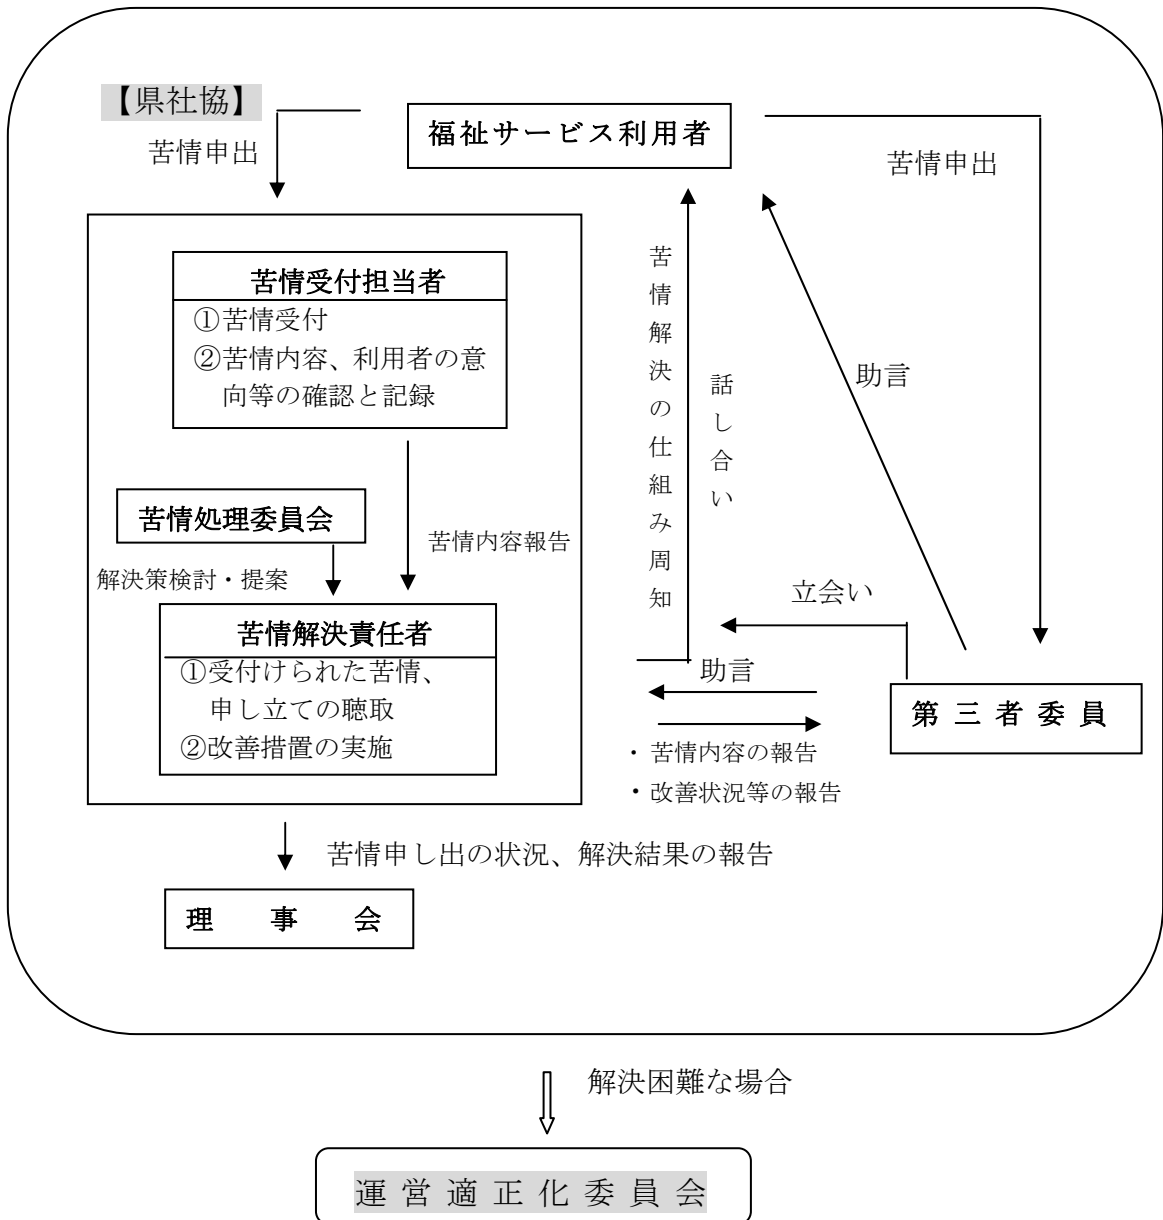 【県社協】
福祉サービス利用者
苦情申出
苦情申出
苦情受付担当者
①苦情受付
②苦情内容、利用者の意
向等の確認と記録
苦情処理委員会
苦情内容報告
解決策検討・提案
苦情解決責任者
①受付けられた苦情、
申し立ての聴取
②改善措置の実施
苦情解決の仕組み周知
話し合い
助言
立会い
助言
第三者委員
・苦情内容の報告
・改善状況等の報告
苦情申し出の状況、解決結果の報告
理事会
解決困難な場合
運営適正化委員会